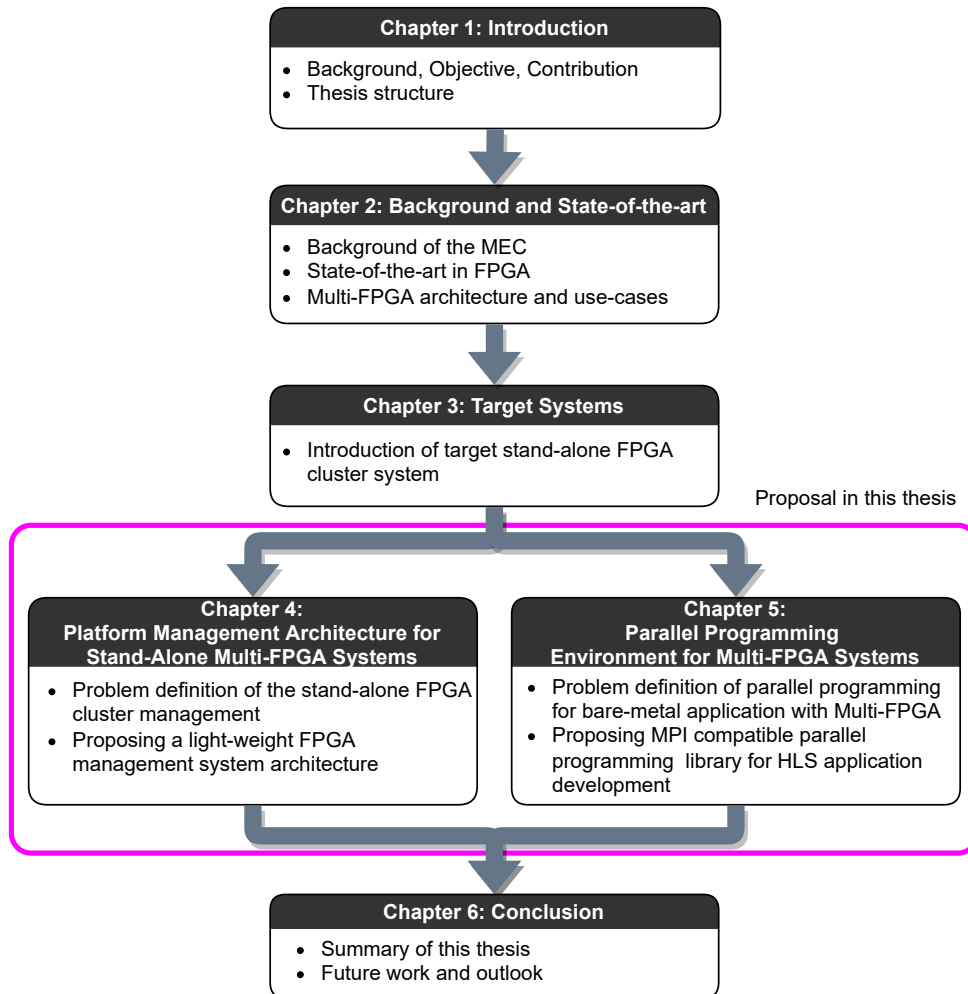 Chapter 1: Introduction
• Background, Objective, Contribution
• Thesis structure
Chapter 2: Background and State-of-the-art
• Background of the MEC
• State-of-the-art in FPGA
• Multi-FPGA architecture and use-cases
Chapter 3: Target Systems
• Introduction of target stand-alone FPGA
cluster system
Proposal in this thesis
Chapter 4:
Platform Management Architecture for
Stand-Alone Multi-FPGA Systems
• Problem definition of the stand-alone FPGA
cluster management
• Proposing a light-weight FPGA
management system architecture
Chapter 5:
Parallel Programming
Environment for Multi-FPGA Systems
• Problem definition of parallel programming
for bare-metal application with Multi-FPGA
• Proposing MPI compatible parallel
programming library for HLS application
development
Chapter 6: Conclusion
• Summary of this thesis
• Future work and outlook